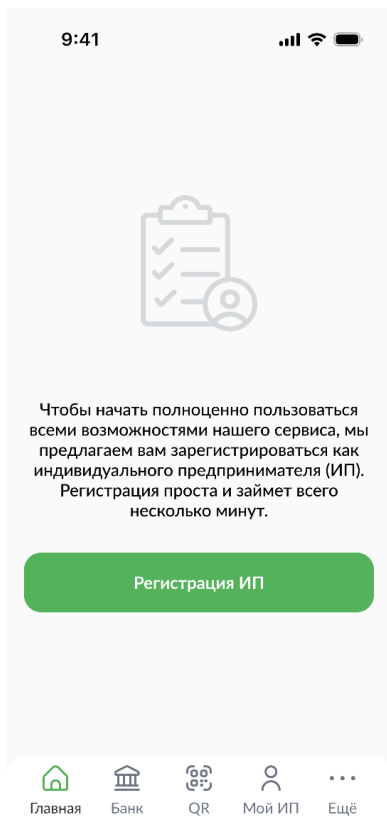 9:41
Чтобы начать полноценно пользоваться
всеми возможностями нашего сервиса, мы
предлагаем вам зарегистрироваться как
индивидуального предпринимателя (ИП).
Регистрация проста и займет всего
несколько минут.
Регистрация ИП
Главная Банк QR Мой ИП Ещё